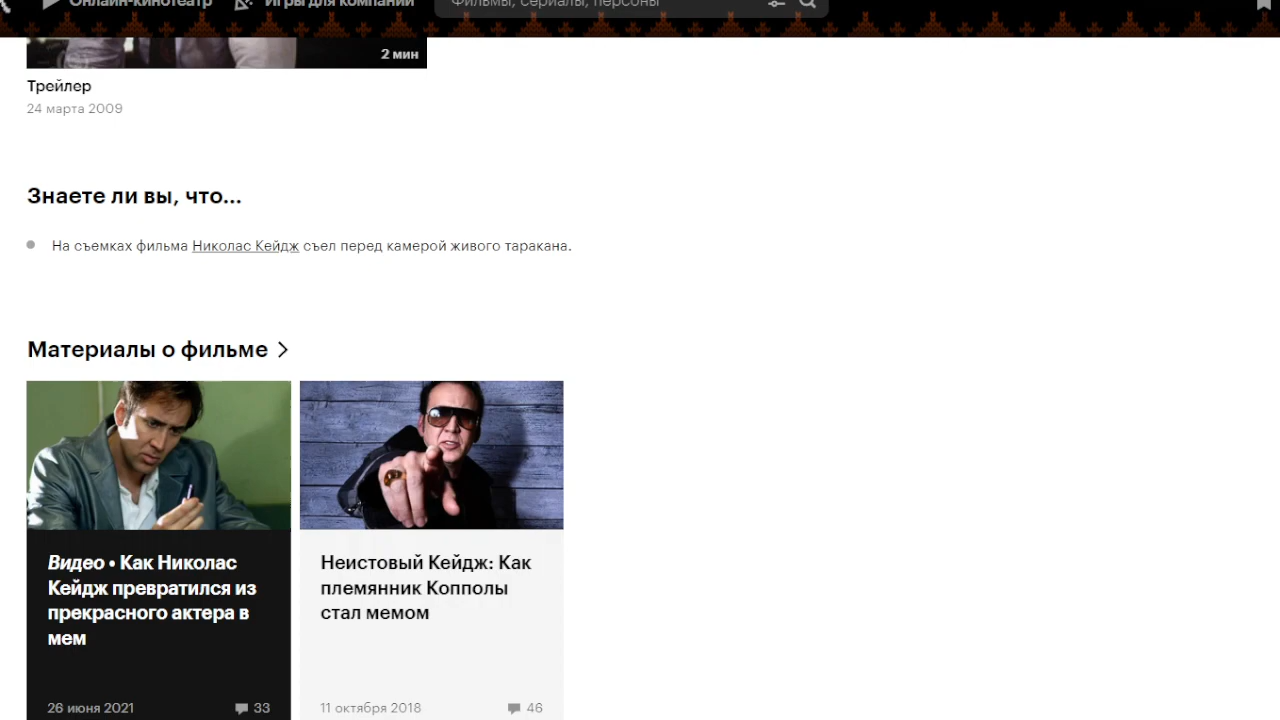 Онлайн-кинотеатр Игры для компаний Фильмы, сериалы, персоны
2 мин
Трейлер
24 марта 2009
Знаете ли вы, что...
На съемках фильма Николас Кейдж съел перед камерой живого таракана.
Материалы о фильме
Видео • Как Николас
Кейдж превратился из
прекрасного актера в
мем
26 июня 2021 33
Неистовый Кейдж: Как
племянник Копполы
стал мемом
11 октября 2018 46